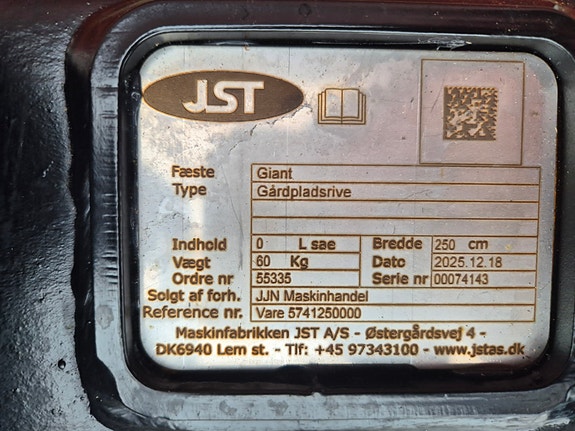 JST
Fæste Giant
Type Gårdpladsrive
Indhold 0 L sae Bredde 250 cm
Vægt 60 Kg Dato 2025.12.18
Ordre nr 55335 Serie nr 00074143
Solgt af forh. JJN Maskinhandel
Reference nr. Vare 5741250000
Maskinfabrikken JST A/S - Østergårdsvej 4 -
DK6940 Lem st. - Tlf: +45 97343100 - www.jstas.dk